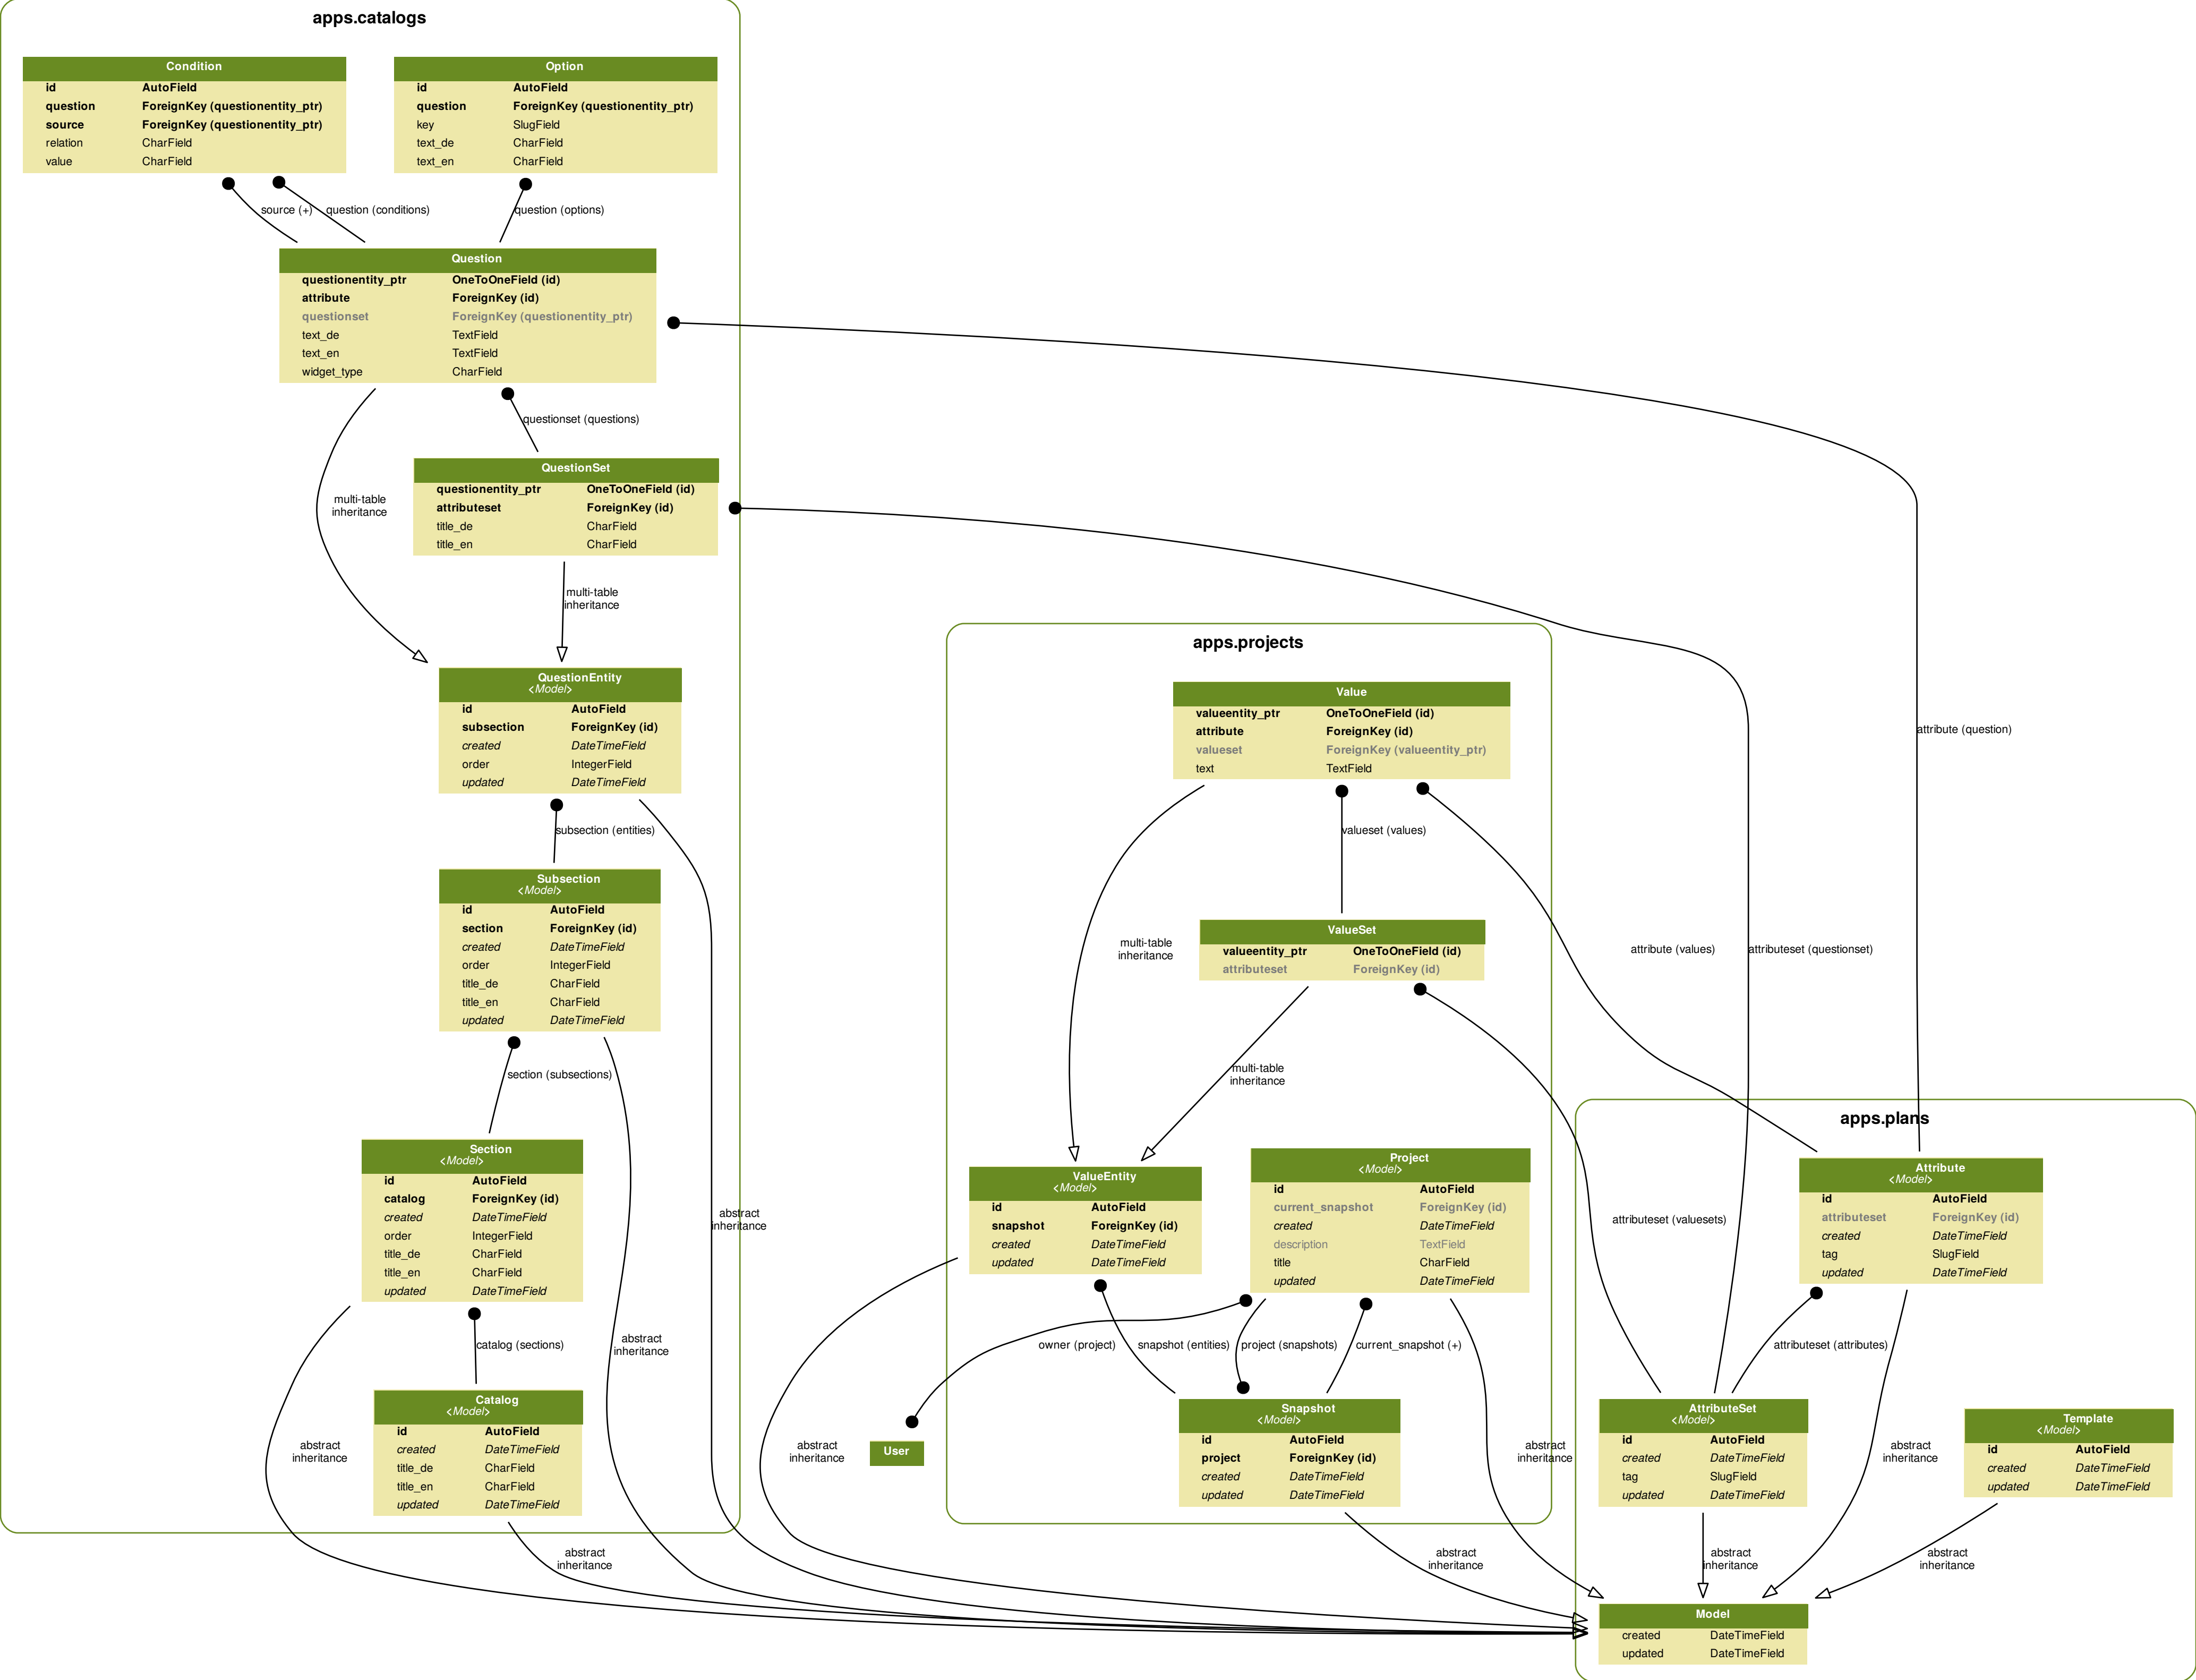 apps.catalogs
Condition
id AutoField
question ForeignKey (questionentity_ptr)
source ForeignKey (questionentity_ptr)
relation CharField
value CharField
Option
id AutoField
question ForeignKey (questionentity_ptr)
key SlugField
text_de CharField
text_en CharField
source (+)
question (conditions)
question (options)
Question
questionentity_ptr OneToOneField (id)
attribute ForeignKey (id)
questionset ForeignKey (questionentity_ptr)
text_de TextField
text_en TextField
widget_type CharField
questionset (questions)
multi-table
inheritance
QuestionSet
questionentity_ptr OneToOneField (id)
attributeset ForeignKey (id)
title_de CharField
title_en CharField
multi-table
inheritance
QuestionEntity
<Model>
id AutoField
subsection ForeignKey (id)
created DateTimeField
order IntegerField
updated DateTimeField
subsection (entities)
Subsection
<Model>
id AutoField
section ForeignKey (id)
created DateTimeField
order IntegerField
title_de CharField
title_en CharField
updated DateTimeField
section (subsections)
Section
<Model>
id AutoField
catalog ForeignKey (id)
created DateTimeField
order IntegerField
title_de CharField
title_en CharField
updated DateTimeField
abstract
inheritance
catalog (sections)
abstract
inheritance
Catalog
<Model>
id AutoField
created DateTimeField
title_de CharField
title_en CharField
updated DateTimeField
abstract
inheritance
abstract
inheritance
apps.projects
Value
valueentity_ptr OneToOneField (id)
attribute ForeignKey (id)
valueset ForeignKey (valueentity_ptr)
text TextField
valueset (values)
multi-table
inheritance
ValueSet
valueentity_ptr OneToOneField (id)
attributeset ForeignKey (id)
multi-table
inheritance
ValueEntity
<Model>
id AutoField
snapshot ForeignKey (id)
created DateTimeField
updated DateTimeField
Project
<Model>
id AutoField
current_snapshot ForeignKey (id)
created DateTimeField
description TextField
title CharField
updated DateTimeField
owner (project)
snapshot (entities)
project (snapshots)
current_snapshot (+)
abstract
inheritance
User
Snapshot
<Model>
id AutoField
project ForeignKey (id)
created DateTimeField
updated DateTimeField
abstract
inheritance
abstract
inheritance
attribute (question)
attribute (values)
attributeset (questionset)
attributeset (valuesets)
apps.plans
Attribute
<Model>
id AutoField
attributeset ForeignKey (id)
created DateTimeField
tag SlugField
updated DateTimeField
attributeset (attributes)
AttributeSet
<Model>
id AutoField
created DateTimeField
tag SlugField
updated DateTimeField
abstract
inheritance
Template
<Model>
id AutoField
created DateTimeField
updated DateTimeField
abstract
inheritance
abstract
inheritance
Model
created DateTimeField
updated DateTimeField